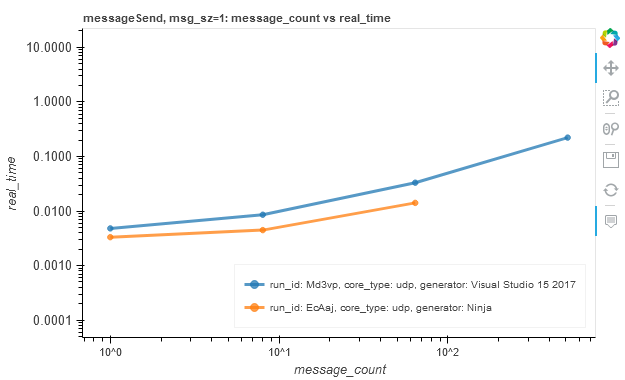 messageSend, msg_sz=1: message_count vs real_time
10.0000
1.0000
0.1000
0.0100
0.0010
0.0001
real_time
run_id: Md3vp, core_type: udp, generator: Visual Studio 15 2017
run_id: EcAaj, core_type: udp, generator: Ninja
10^0
10^1
10^2
message_count